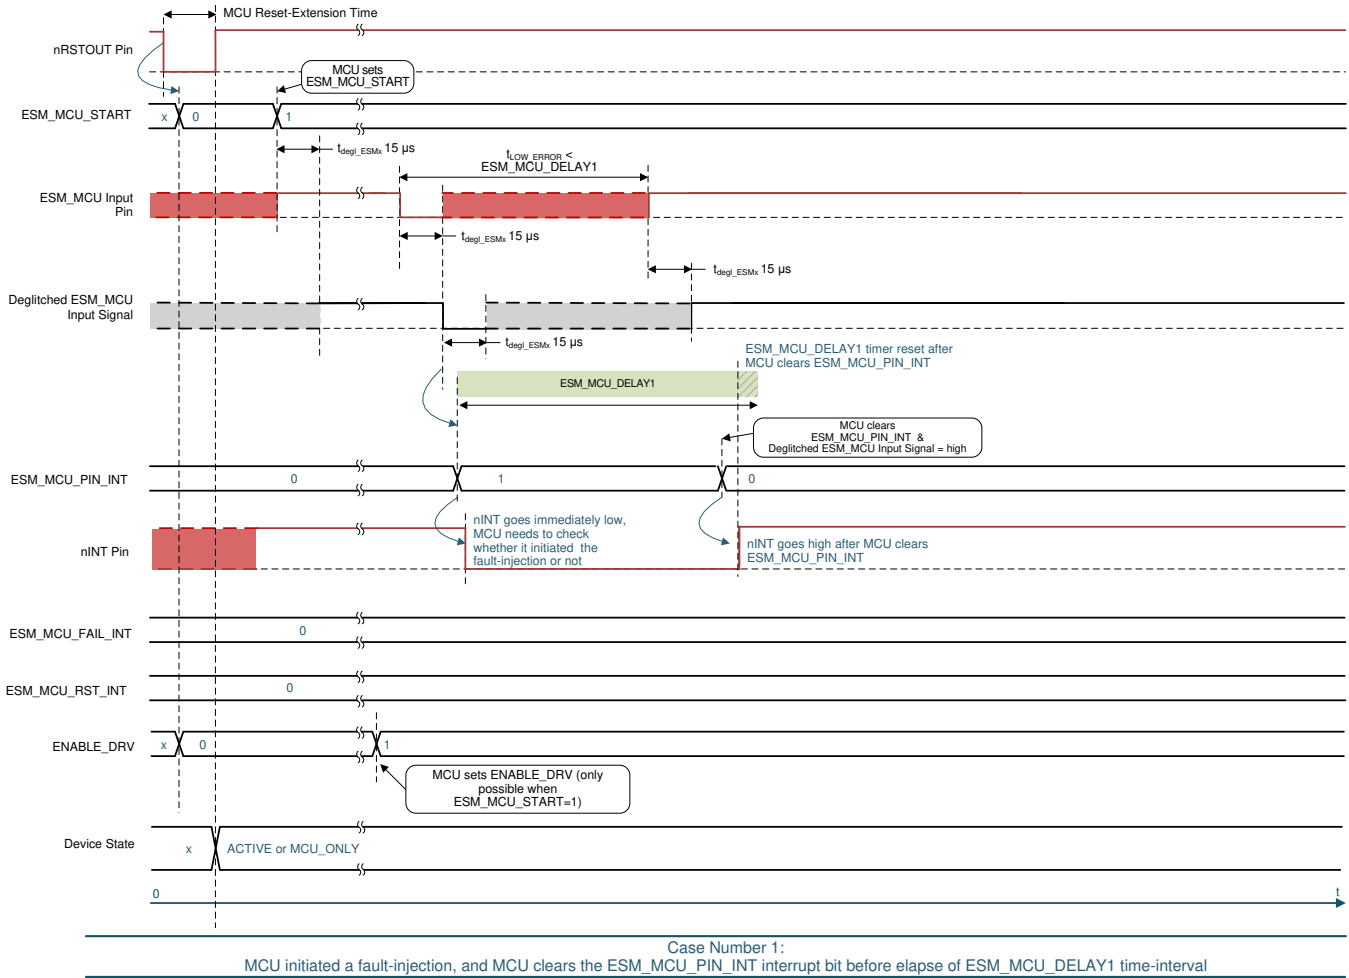 MCU Reset-Extension Time
nRSTOUT Pin
MCU sets
ESM_MCU_START
ESM_MCU_START
x
0
1
tdegl_ESMx 15 µs
tLOW_ERROR <
ESM_MCU_DELAY1
ESM_MCU Input
Pin
tdegl_ESMx 15 µs
tdegl_ESMx 15 µs
Deglitched ESM_MCU
Input Signal
tdegl_ESMx 15 µs
ESM_MCU_DELAY1 timer reset after
MCU clears ESM_MCU_PIN_INT
ESM_MCU_DELAY1
MCU clears
ESM_MCU_PIN_INT &
Deglitched ESM_MCU Input Signal = high
ESM_MCU_PIN_INT
0
1
0
nINT Pin
nINT goes immediately low,
MCU needs to check
whether it initiated the
fault-injection or not
nINT goes high after MCU clears
ESM_MCU_PIN_INT
ESM_MCU_FAIL_INT
0
ESM_MCU_RST_INT
0
ENABLE_DRV
x
0
1
MCU sets ENABLE_DRV (only
possible when
ESM_MCU_START=1)
Device State
x
ACTIVE or MCU_ONLY
0
t
Case Number 1:
MCU initiated a fault-injection, and MCU clears the ESM_MCU_PIN_INT interrupt bit before elapse of ESM_MCU_DELAY1 time-interval